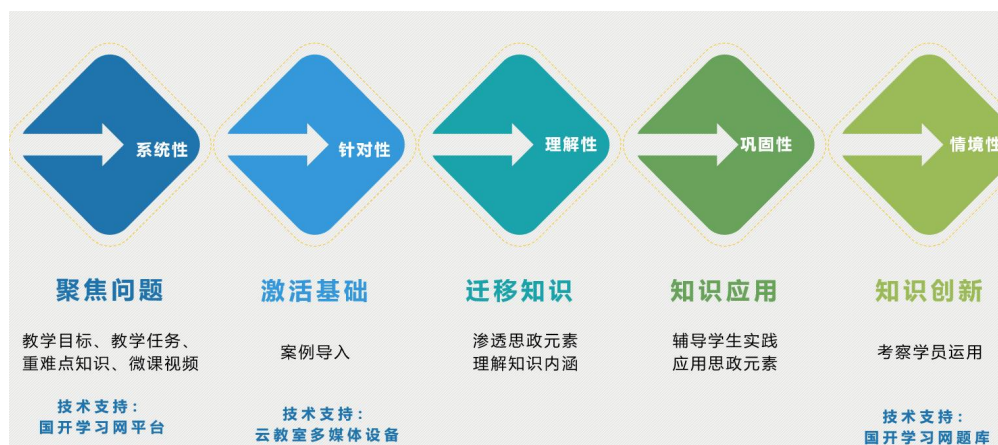 系统性
针对性
理解性
巩固性
情境性
聚焦问题
激活基础
迁移知识
知识应用
知识创新
教学目标、教学任务、
重难点知识、微课视频
案例导入
渗透思政元素
理解知识内涵
辅导学生实践
应用思政元素
考察学员运用
技术支持：
国开学习网平台
技术支持：
云教室多媒体设备
技术支持：
国开学习网题库